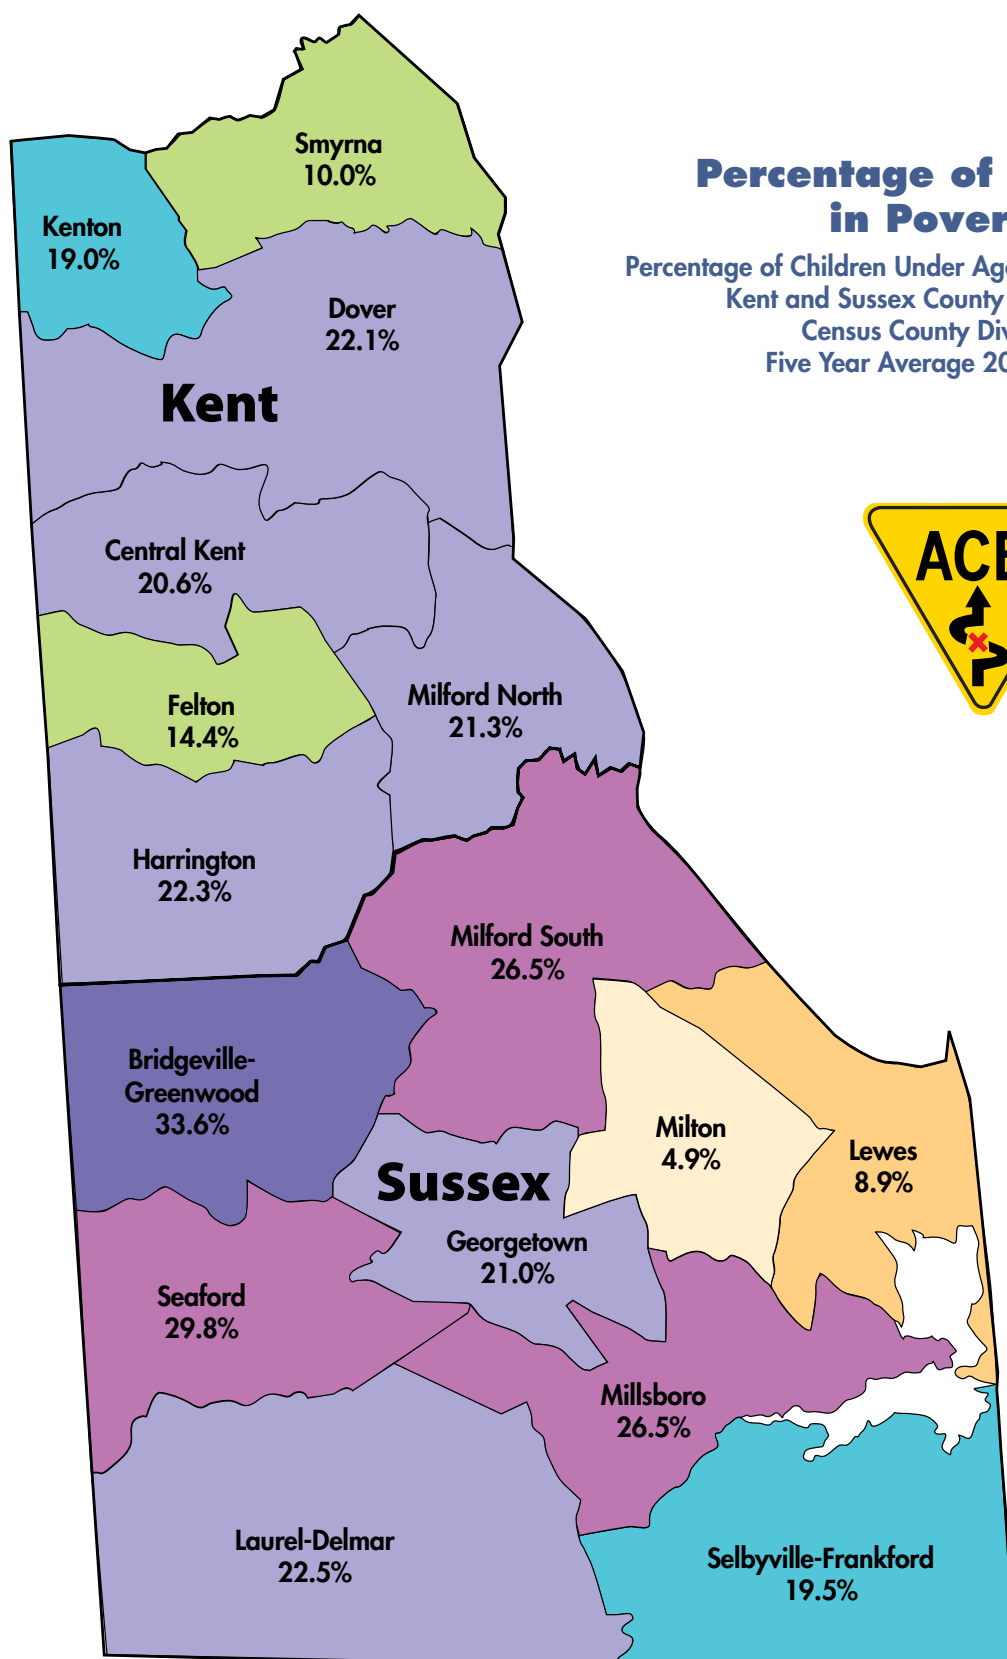 Percentage of
in Pover
Percentage of Children Under Ag
Kent and Sussex County
Census County Div
Five Year Average 20
ACE
Smyrna
10.0%
Kenton
19.0%
Dover
22.1%
Kent
Central Kent
20.6%
Felton
14.4%
Milford North
21.3%
Harrington
22.3%
Milford South
26.5%
Bridgeville-
Greenwood
33.6%
Milton
4.9%
Lewes
8.9%
Sussex
Georgetown
21.0%
Seaford
29.8%
Millsboro
26.5%
Laurel-Delmar
22.5%
Selbyville-Frankford
19.5%